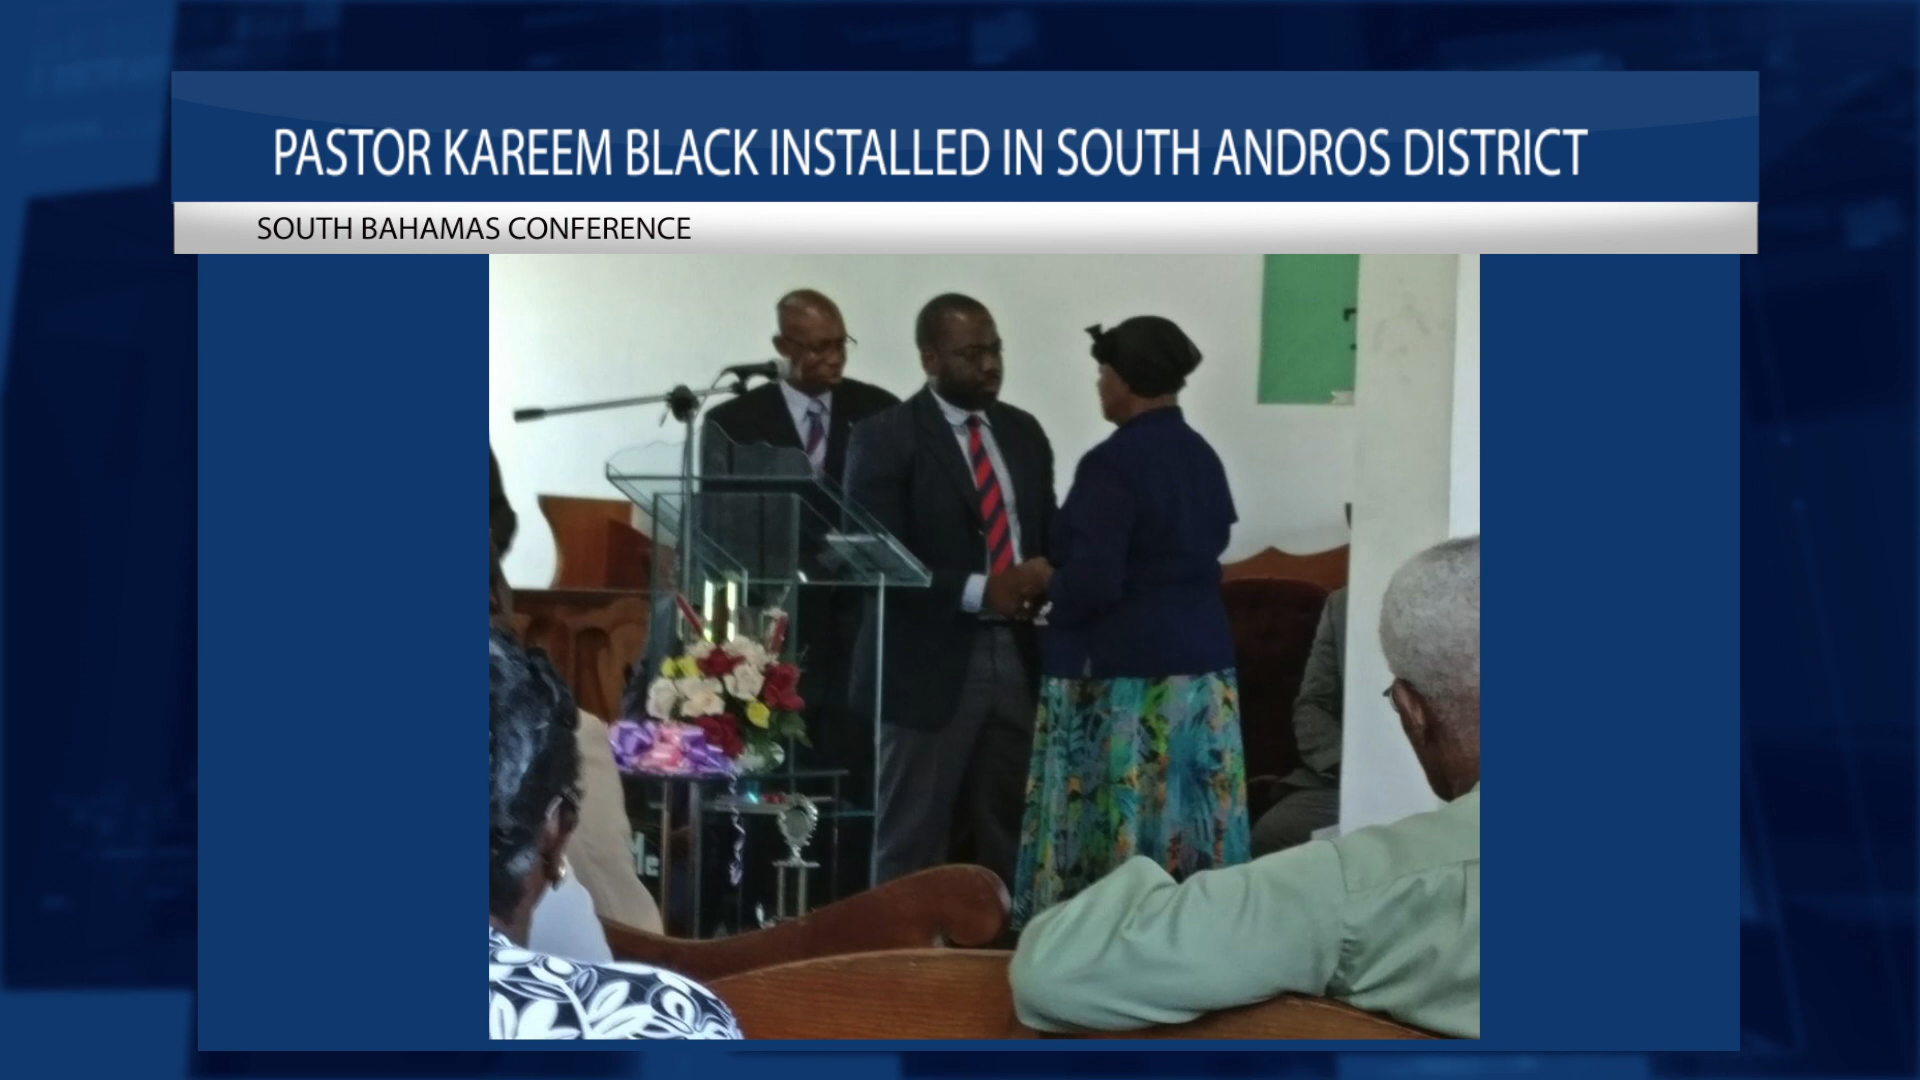 PASTOR KAREEM BLACK INSTALLED IN SOUTH ANDROS DISTRICT
SOUTH BAHAMAS CONFERENCE